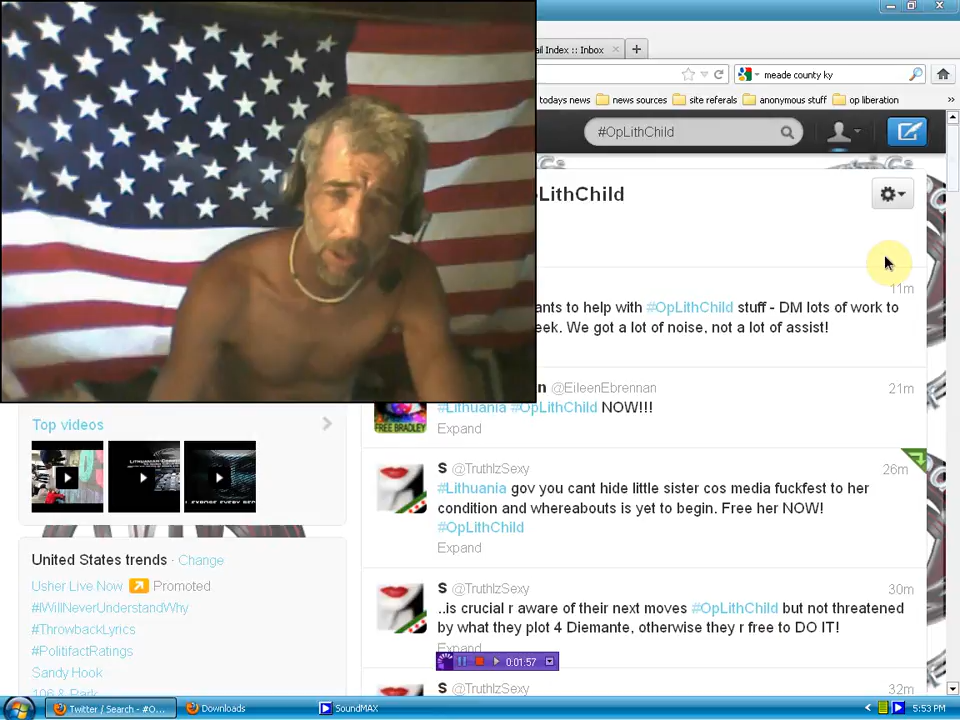 ail Index :: Inbox
meade county ky
todays news
news sources
site referals
anonymous stuff
op liberation
»
#OpLithChild
pLithChild
11m
ants to help with #OpLithChild stuff - DM lots of work to
eek. We got a lot of noise, not a lot of assist!
n @EileenEbrennan
21m
#Lithuania #OpLithChild NOW!!!
FREE BRADLEY
Expand
Top videos
S @TruthIzSexy
26m
#Lithuania gov you cant hide little sister cos media fuckfest to her
condition and whereabouts is yet to begin. Free her NOW!
#OpLithChild
Expand
United States trends · Change
Usher Live Now Promoted
#IWillNeverUnderstandWhy
#ThrowbackLyrics
#PolitifactRatings
Sandy Hook
106 & Park
S @TruthIzSexy
30m
..is crucial r aware of their next moves #OpLithChild but not threatened
by what they plot 4 Diemante, otherwise they r free to DO IT!
Expand
0:01:57
S @TruthIzSexy
32m
Twitter / Search - #O...
Downloads
SoundMAX
5:53 PM